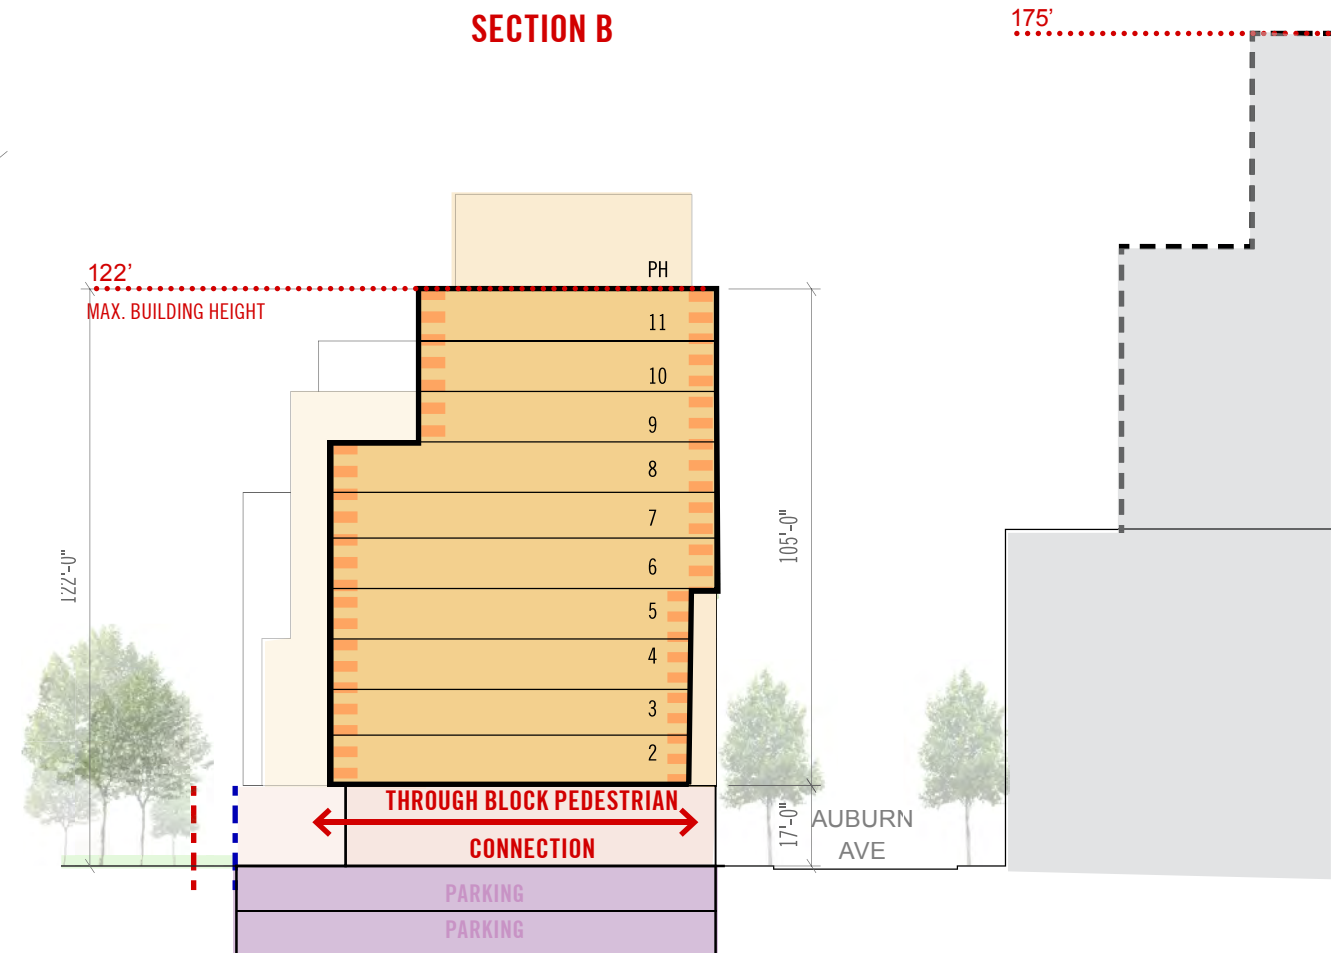 SECTION B
175’
122’
MAX. BUILDING HEIGHT
PH
11
10
9
8
7
6
5
4
3
2
122'-0"
105'-0"
17'-0"
THROUGH BLOCK PEDESTRIAN
CONNECTION
AUBURN
AVE
PARKING
PARKING